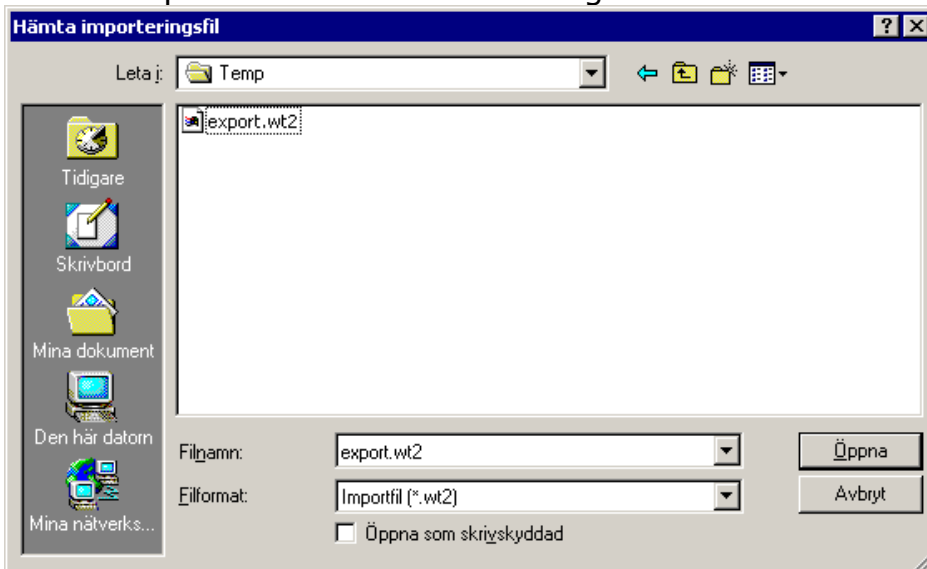 Hämta importeringsfil
Leta i:
Temp
export.wt2
Tidigare
Skrivbord
Mina dokument
Den här datorn
Mina nätverks...
Filnamn:
export.wt2
Öppna
Filformat:
Importfil (*.wt2)
Avbryt
Öppna som skrivskyddad